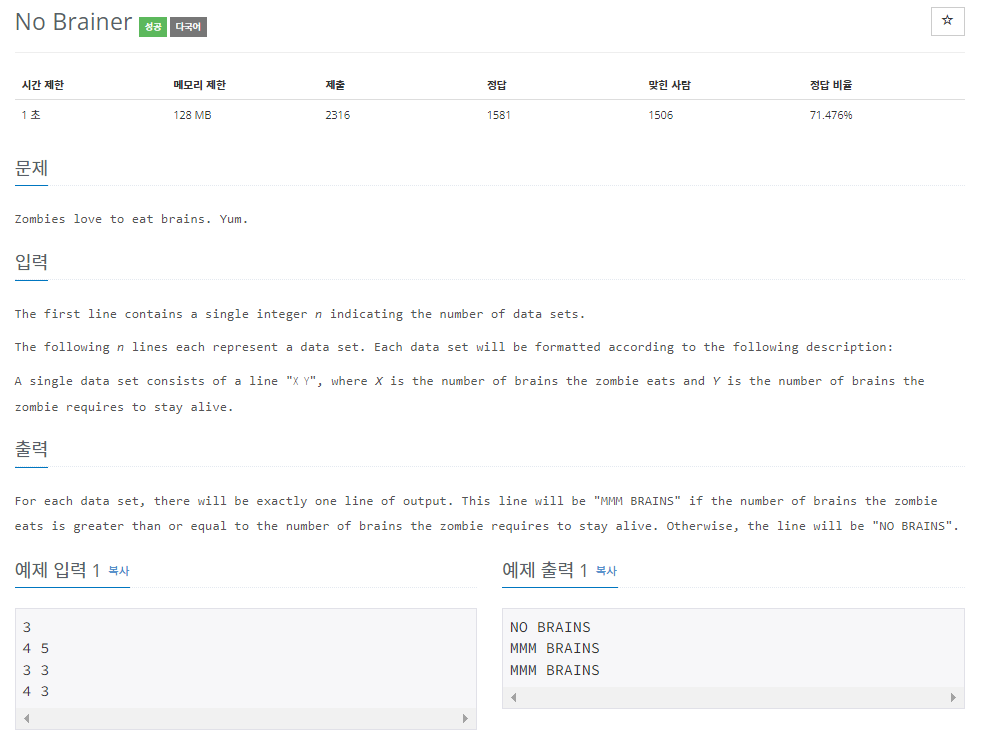 No Brainer 성공 다국어
☆
시간 제한 메모리 제한 제출 정답 맞힌 사람 정답 비율
1 초 128 MB 2316 1581 1506 71.476%
문제
Zombies love to eat brains. Yum.
입력
The first line contains a single integer n indicating the number of data sets.
The following n lines each represent a data set. Each data set will be formatted according to the following description:
A single data set consists of a line "X Y", where X is the number of brains the zombie eats and Y is the number of brains the
zombie requires to stay alive.
출력
For each data set, there will be exactly one line of output. This line will be "MMM BRAINS" if the number of brains the zombie
eats is greater than or equal to the number of brains the zombie requires to stay alive. Otherwise, the line will be "NO BRAINS".
예제 입력 1 복사
3
4 5
3 3
4 3
예제 출력 1 복사
NO BRAINS
MMM BRAINS
MMM BRAINS